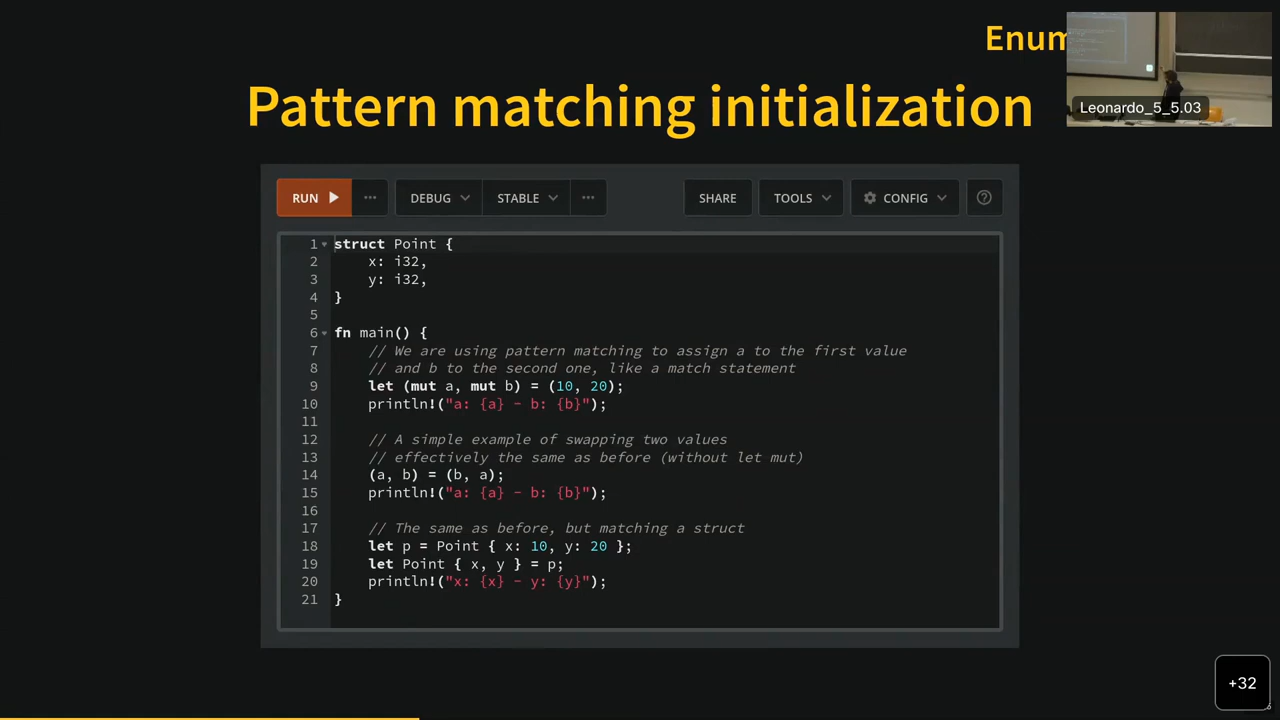 Enum
Pattern matching initialization
Leonardo_5_5.03
RUN ▶ ··· DEBUG STABLE ··· SHARE TOOLS CONFIG ?
1 struct Point {
2     x: i32,
3     y: i32,
4 }
5
6 fn main() {
7     // We are using pattern matching to assign a to the first value
8     // and b to the second one, like a match statement
9     let (mut a, mut b) = (10, 20);
10     println!("a: {a} - b: {b}");
11
12     // A simple example of swapping two values
13     // effectively the same as before (without let mut)
14     (a, b) = (b, a);
15     println!("a: {a} - b: {b}");
16
17     // The same as before, but matching a struct
18     let p = Point { x: 10, y: 20 };
19     let Point { x, y } = p;
20     println!("x: {x} - y: {y}");
21 }
+32